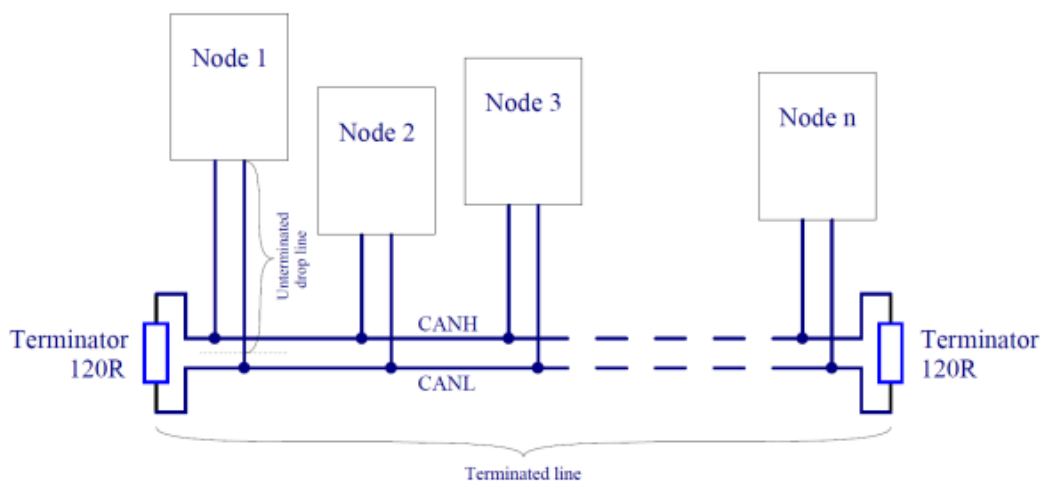 Node 1
Node 2
Node 3
Node n
Unterminated
drop line
CANH
CANL
Terminator
120R
Terminator
120R
Terminated line